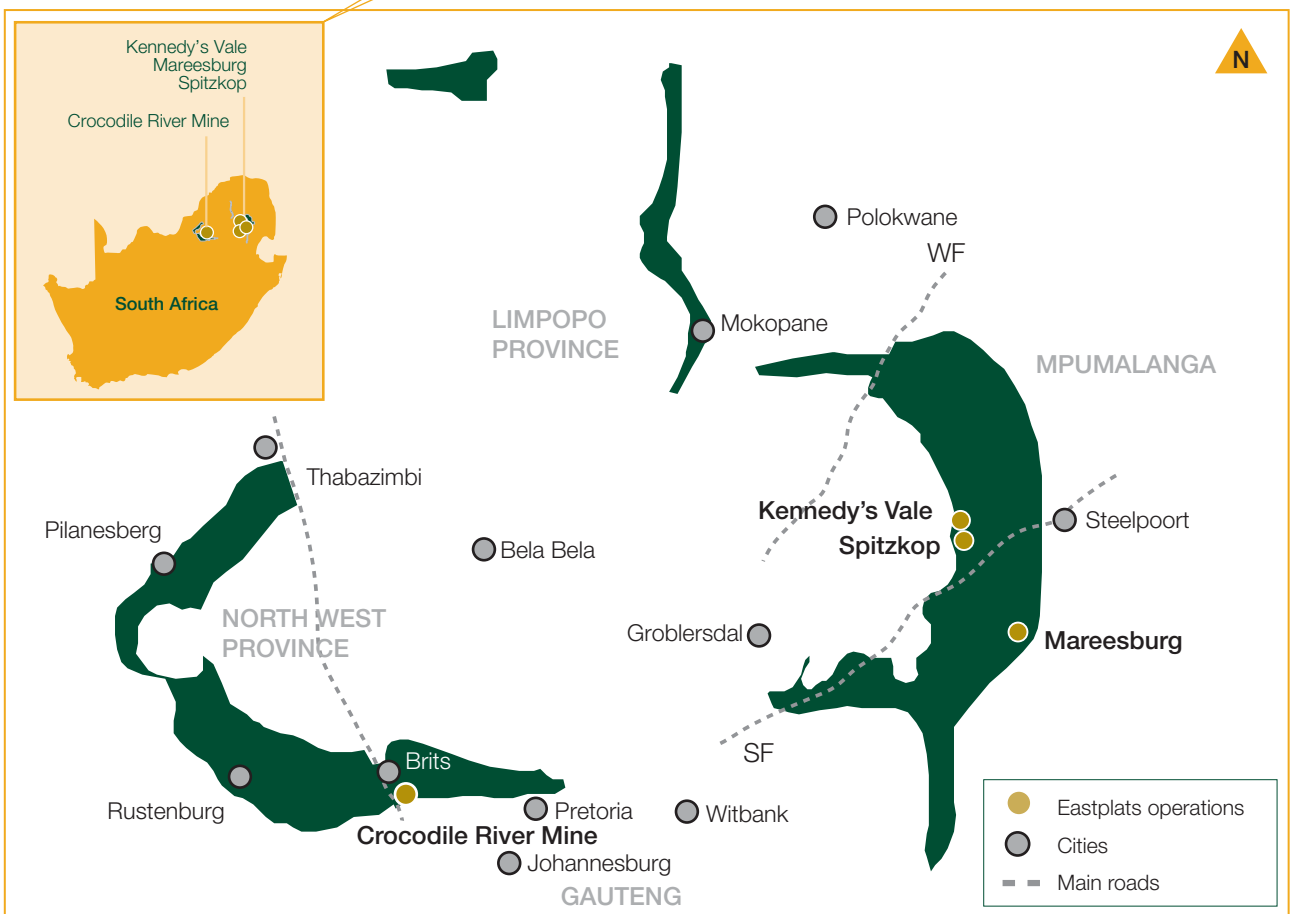 Kennedy's Vale
Mareesburg
Spitzkop
Crocodile River Mine
South Africa
N
Polokwane
WF
LIMPOPO
PROVINCE
Mokopane
MPUMALANGA
Thabazimbi
Pilanesberg
Bela Bela
Kennedy's Vale
Spitzkop
Steelpoort
NORTH WEST
PROVINCE
Groblersdal
Mareesburg
SF
Brits
Rustenburg
Pretoria
Witbank
Crocodile River Mine
Johannesburg
GAUTENG
Eastplats operations
Cities
Main roads